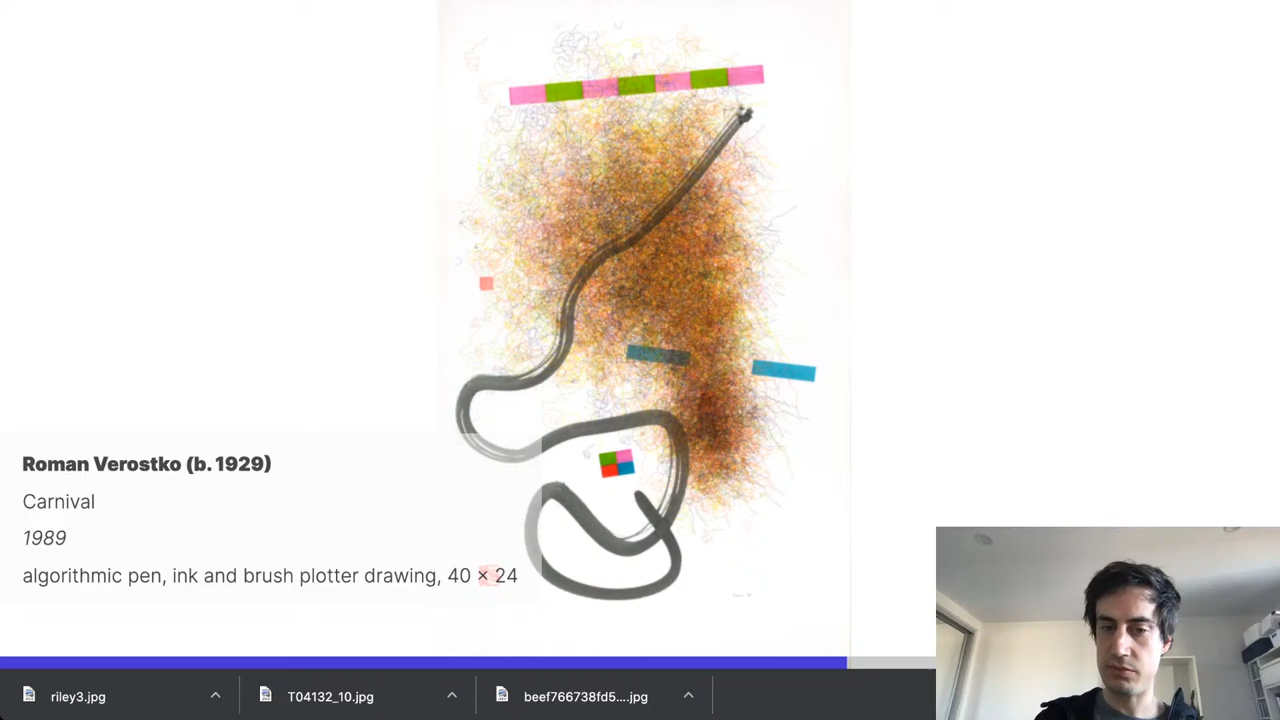 Roman Verostko (b. 1929)
Carnival
1989
algorithmic pen, ink and brush plotter drawing, 40 × 24
riley3.jpg
T04132_10.jpg
beef766738fd5....jpg